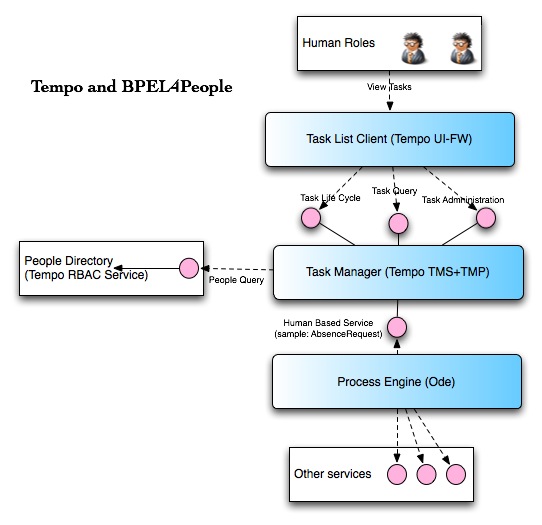 Human Roles
Tempo and BPEL4People
View Tasks
Task List Client (Tempo UI-FW)
Task Life Cycle
Task Query
Task Administration
People Directory
(Tempo RBAC Service)
People Query
Task Manager (Tempo TMS+TMP)
Human Based Service
(sample: AbsenceRequest)
Process Engine (Ode)
Other services